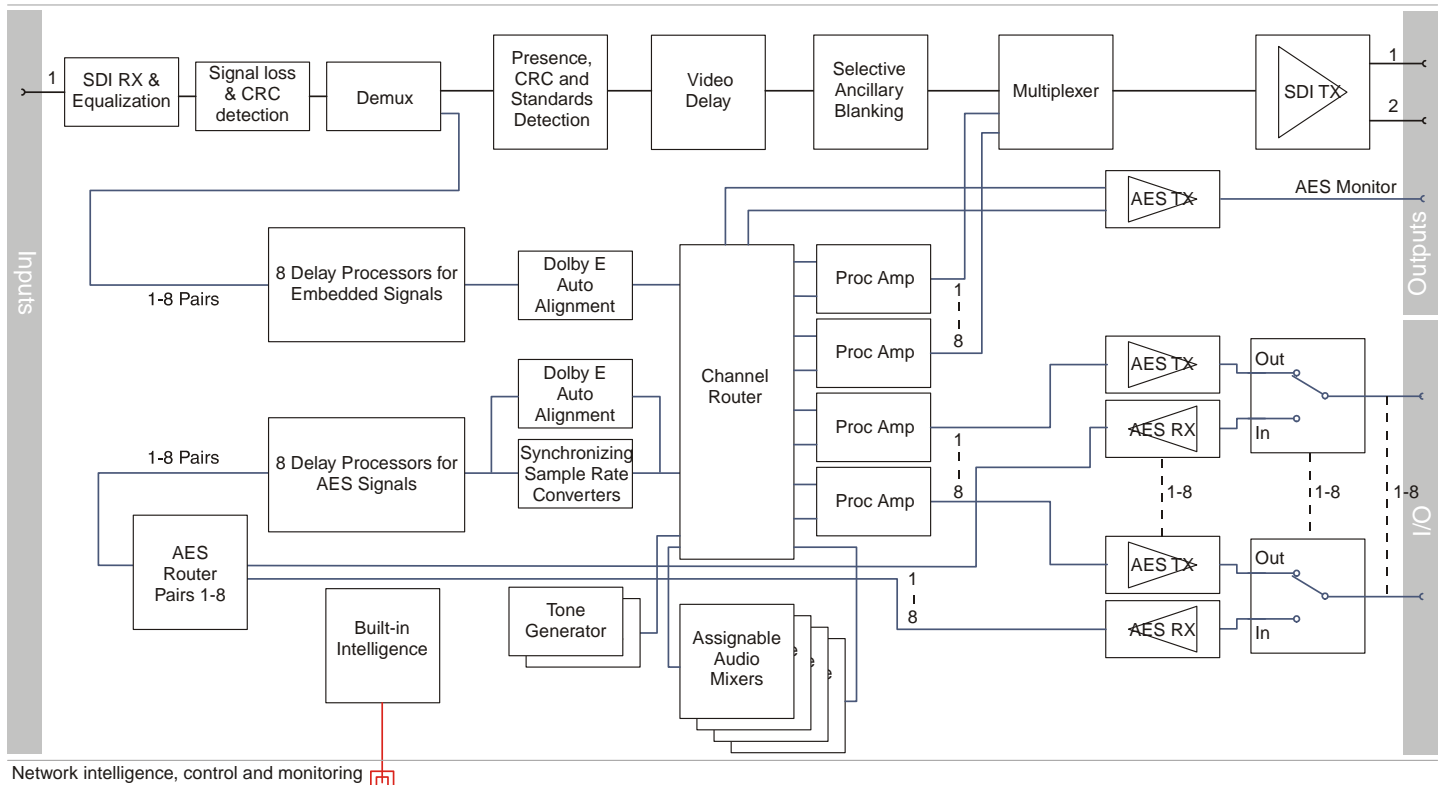 1
SDI RX &
Equalization
Signal loss
& CRC
detection
Demux
Presence,
CRC and
Standards
Detection
Video
Delay
Selective
Ancillary
Blanking
Multiplexer
SDI TX
1
2
AES TX
AES Monitor
Inputs
Outputs
1-8 Pairs
8 Delay Processors for
Embedded Signals
Dolby E
Auto
Alignment
Channel
Router
Proc Amp
1
8
Proc Amp
Dolby E
Auto
Alignment
1-8 Pairs
8 Delay Processors for
AES Signals
Synchronizing
Sample Rate
Converters
Proc Amp
1
8
Proc Amp
AES TX
Out
AES RX
In
1-8
1-8
1-8
I/O
AES TX
Out
AES RX
In
AES
Router
Pairs 1-8
1
8
Built-in
Intelligence
Tone
Generator
Assignable
Audio
Mixers
e
e
e
Network intelligence, control and monitoring